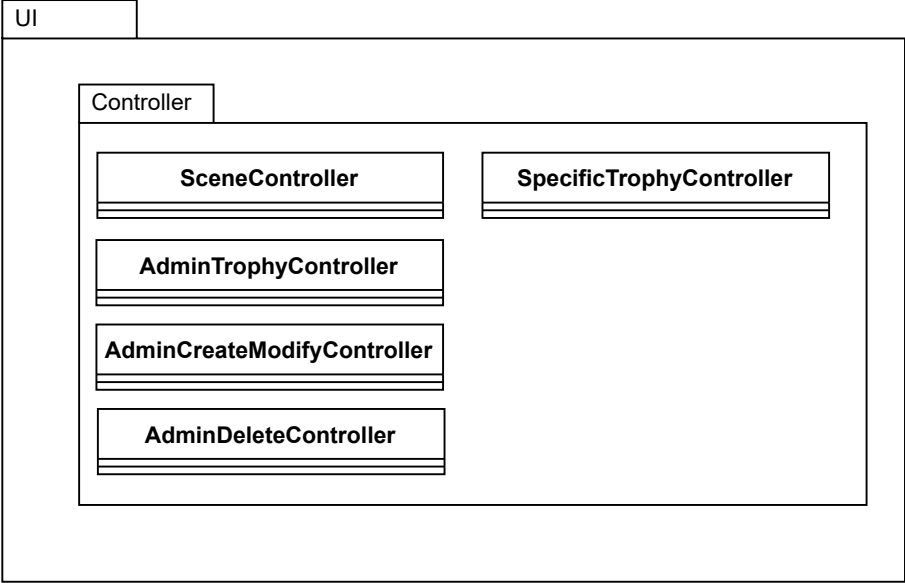 UI
Controller
SceneController
SpecificTrophyController
AdminTrophyController
AdminCreateModifyController
AdminDeleteController